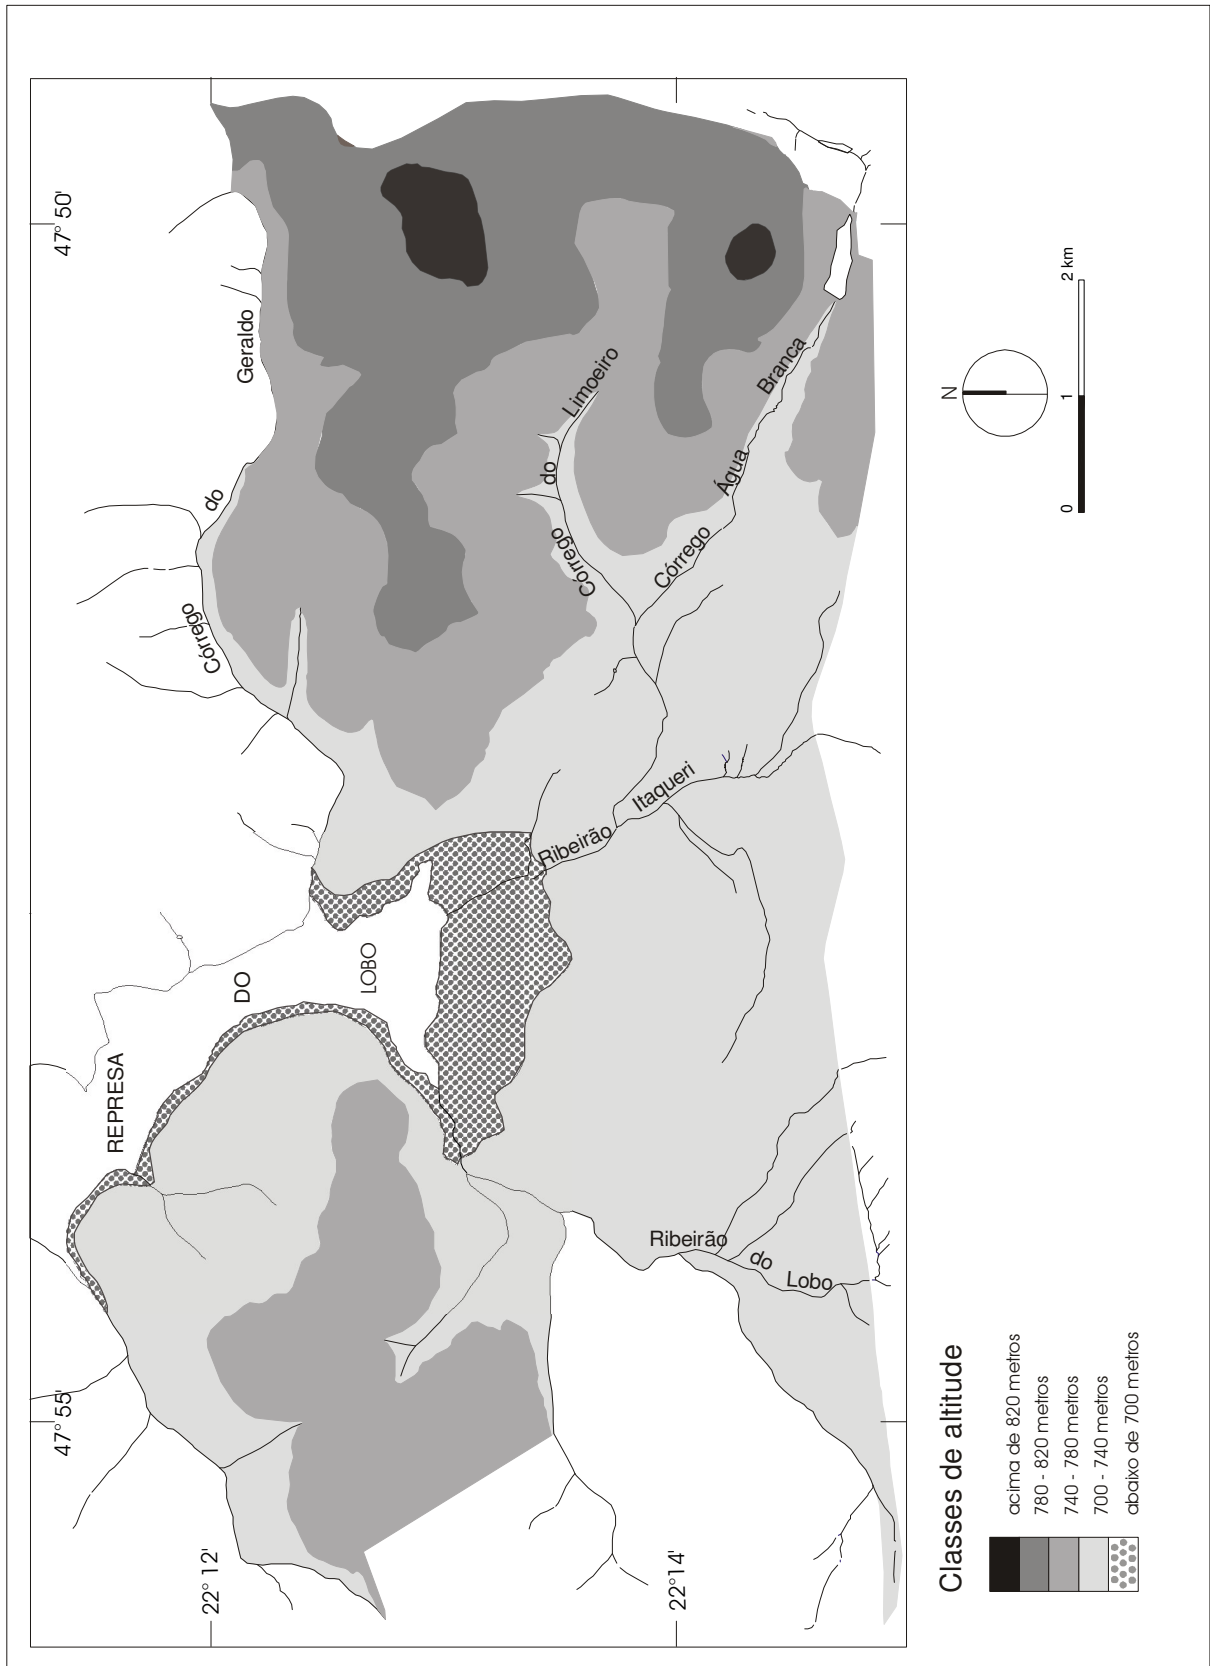 47° 50'
47° 55'
22° 12'
22°14'
Córrego do Geraldo
REPRESA
DO
LOBO
Córrego do Limoeiro
Córrego Água Branca
Ribeirão Itaqueri
Ribeirão do Lobo
N
0 1 2 km
Classes de altitude
acima de 820 metros
780 - 820 metros
740 - 780 metros
700 - 740 metros
abaixo de 700 metros